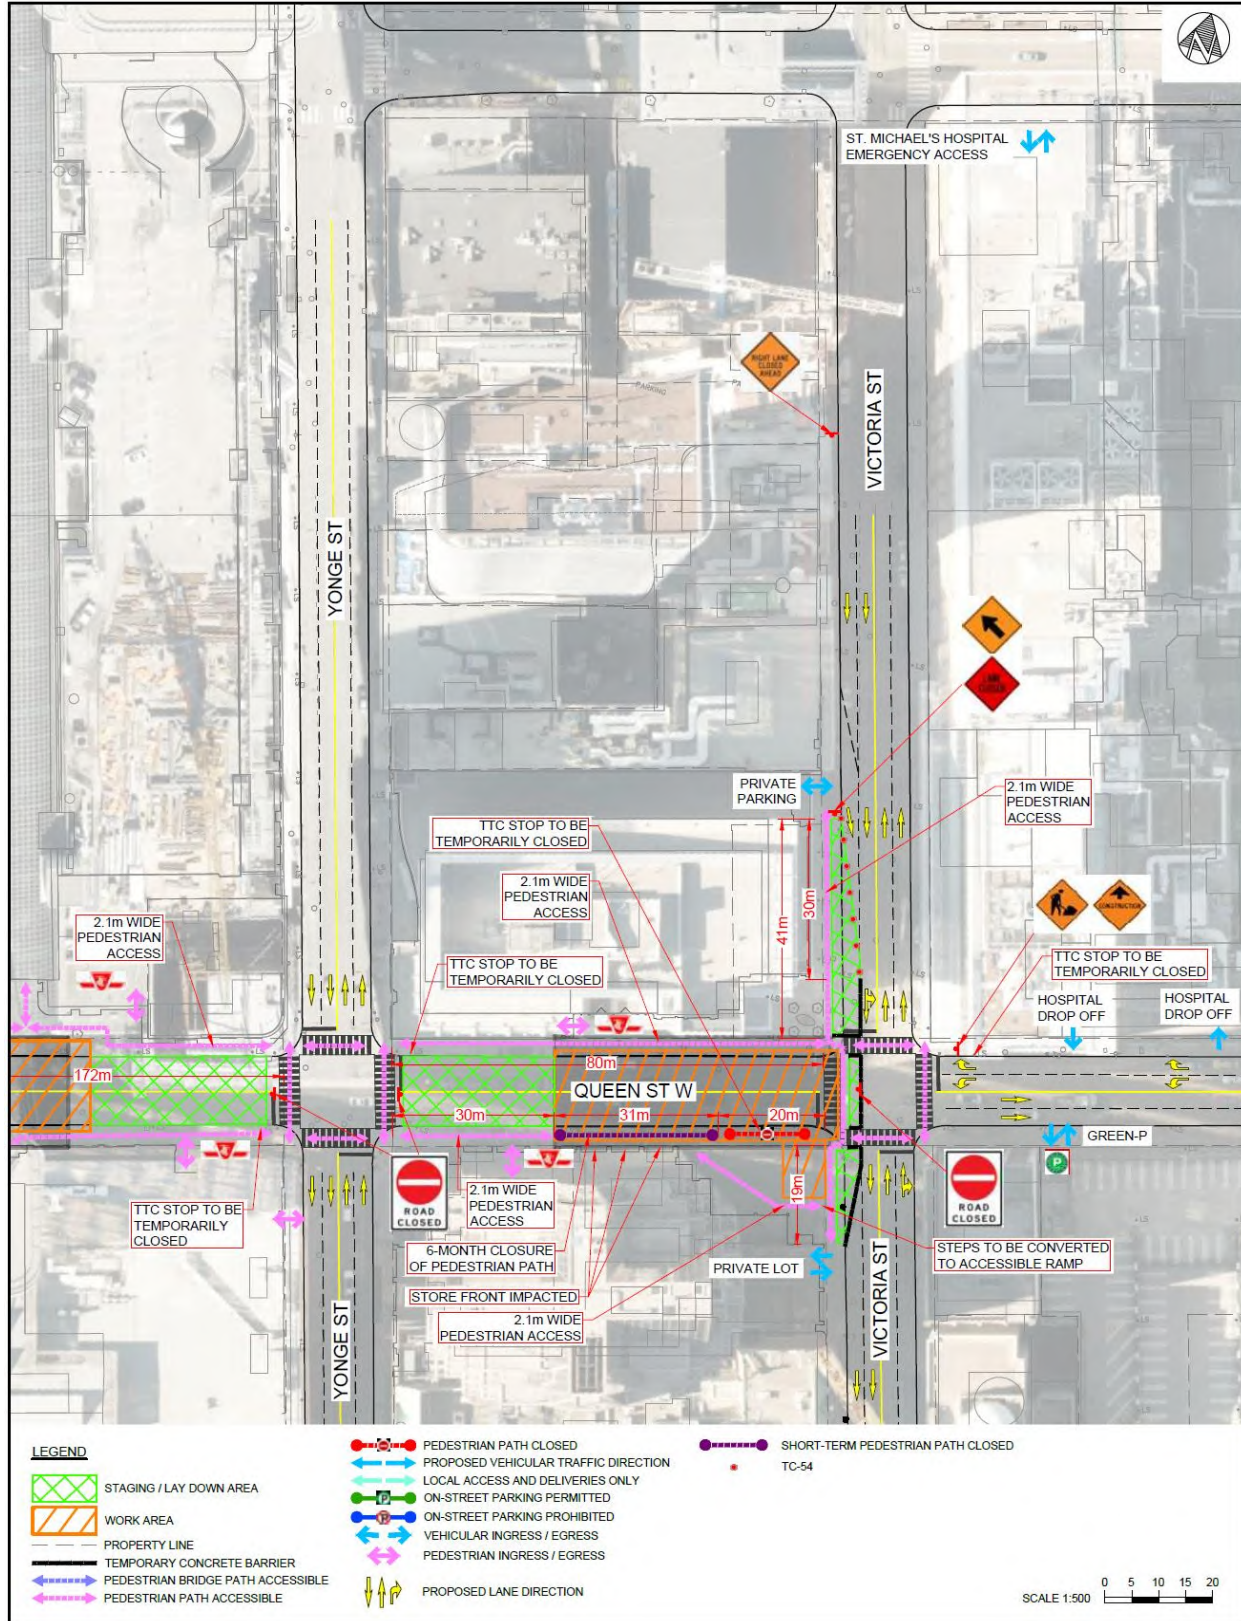 ST. MICHAEL'S HOSPITAL
EMERGENCY ACCESS
RIGHT LANE
CLOSED
AHEAD
PARKING
VICTORIA ST
YONGE ST
LANE
CLOSED
PRIVATE
PARKING
2.1m WIDE
PEDESTRIAN
ACCESS
TTC STOP TO BE
TEMPORARILY CLOSED
2.1m WIDE
PEDESTRIAN
ACCESS
30m
41m
CONSTRUCTION
2.1m WIDE
PEDESTRIAN
ACCESS
TTC STOP TO BE
TEMPORARILY CLOSED
TTC STOP TO BE
TEMPORARILY CLOSED
HOSPITAL
DROP OFF
HOSPITAL
DROP OFF
172m
80m
QUEEN ST W
30m
31m
20m
GREEN-P
P
19m
ROAD
CLOSED
ROAD
CLOSED
2.1m WIDE
PEDESTRIAN
ACCESS
TTC STOP TO BE
TEMPORARILY
CLOSED
6-MONTH CLOSURE
OF PEDESTRIAN PATH
PRIVATE LOT
STEPS TO BE CONVERTED
TO ACCESSIBLE RAMP
STORE FRONT IMPACTED
2.1m WIDE
PEDESTRIAN ACCESS
YONGE ST
VICTORIA ST
LEGEND
STAGING / LAY DOWN AREA
WORK AREA
PROPERTY LINE
TEMPORARY CONCRETE BARRIER
PEDESTRIAN BRIDGE PATH ACCESSIBLE
PEDESTRIAN PATH ACCESSIBLE
PEDESTRIAN PATH CLOSED
PROPOSED VEHICULAR TRAFFIC DIRECTION
LOCAL ACCESS AND DELIVERIES ONLY
P ON-STREET PARKING PERMITTED
P ON-STREET PARKING PROHIBITED
VEHICULAR INGRESS / EGRESS
PEDESTRIAN INGRESS / EGRESS
PROPOSED LANE DIRECTION
SHORT-TERM PEDESTRIAN PATH CLOSED
TC-54
SCALE 1:500
0 5 10 15 20